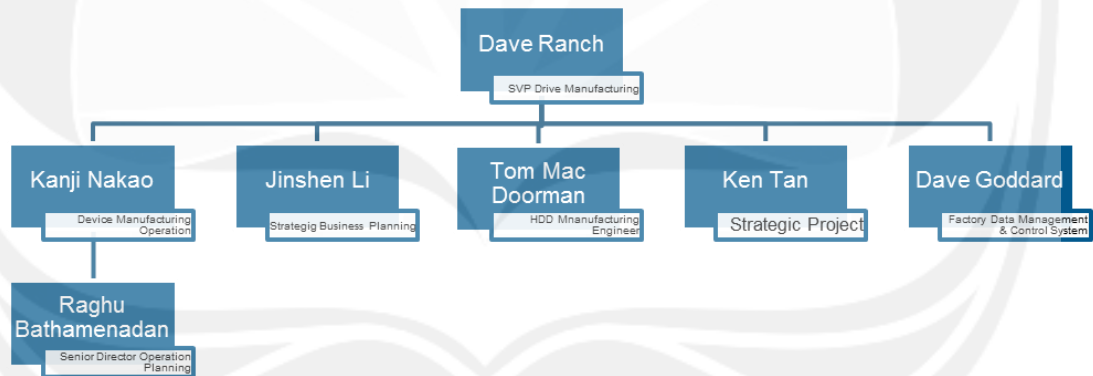 Dave Ranch
SVP Drive Manufacturing
Kanji Nakao
Device Manufacturing
Operation
Jinshen Li
Strategig Business Planning
Tom Mac
Doorman
HDD Mnanufacturing
Engineer
Ken Tan
Strategic Project
Dave Goddard
Factory Data Management
& Control System
Raghu
Bathamenadan
Senior Director Operation
Planning